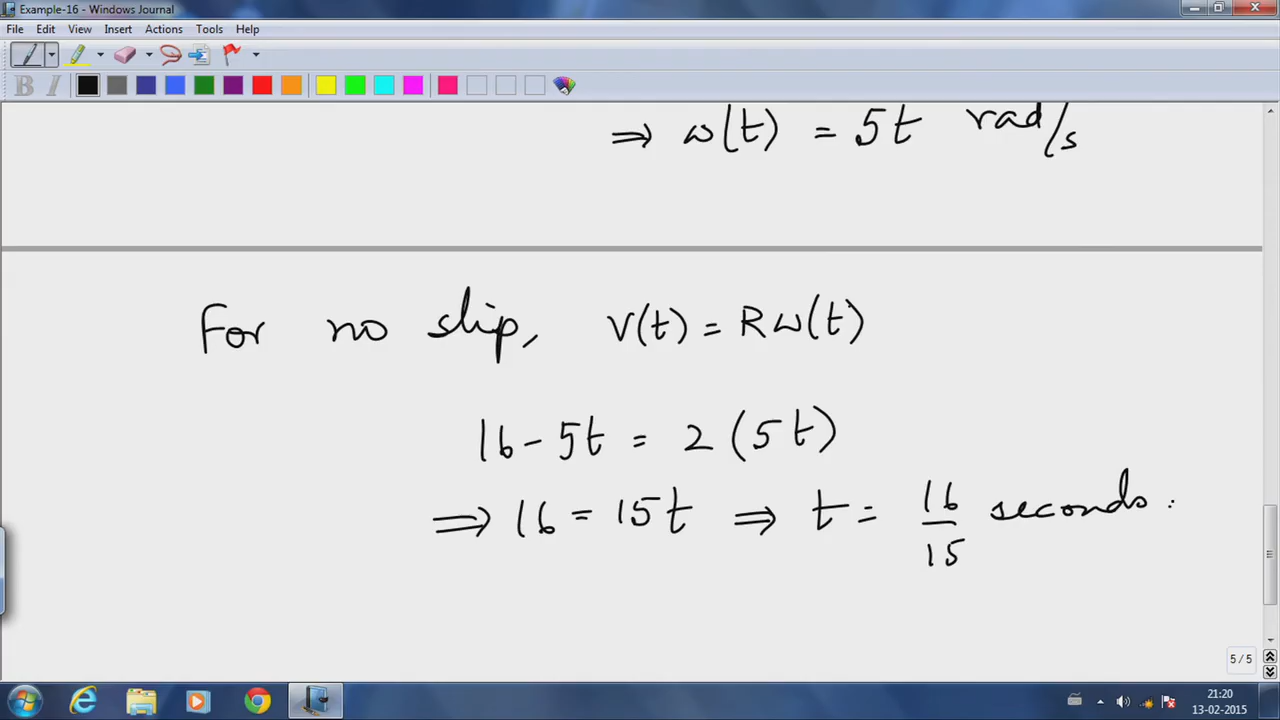 Example-16 - Windows Journal
File Edit View Insert Actions Tools Help
B I
⇒ ω(t) = 5t rad/s
For no slip, V(t) = Rω(t)
16 - 5t = 2 (5t)
⇒ 16 = 15t ⇒ t = 16/15 seconds.
5 / 5
21:20
13-02-2015